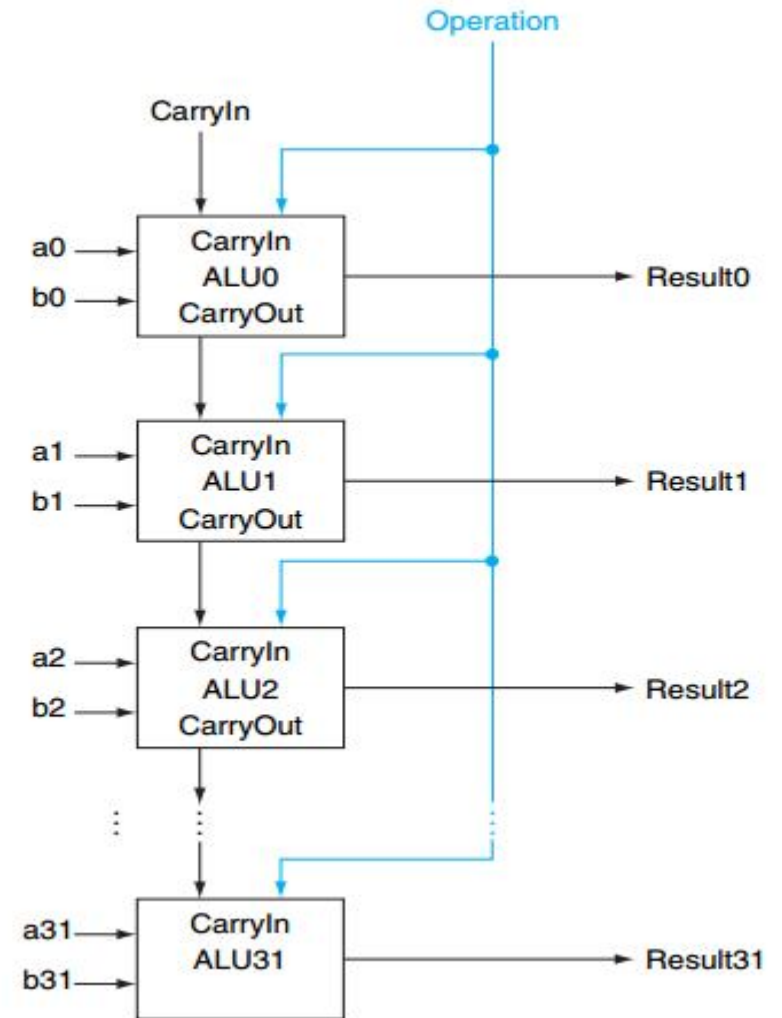 Operation
CarryIn
a0
b0
CarryIn
ALU0
CarryOut
Result0
a1
b1
CarryIn
ALU1
CarryOut
Result1
a2
b2
CarryIn
ALU2
CarryOut
Result2
a31
b31
CarryIn
ALU31
Result31